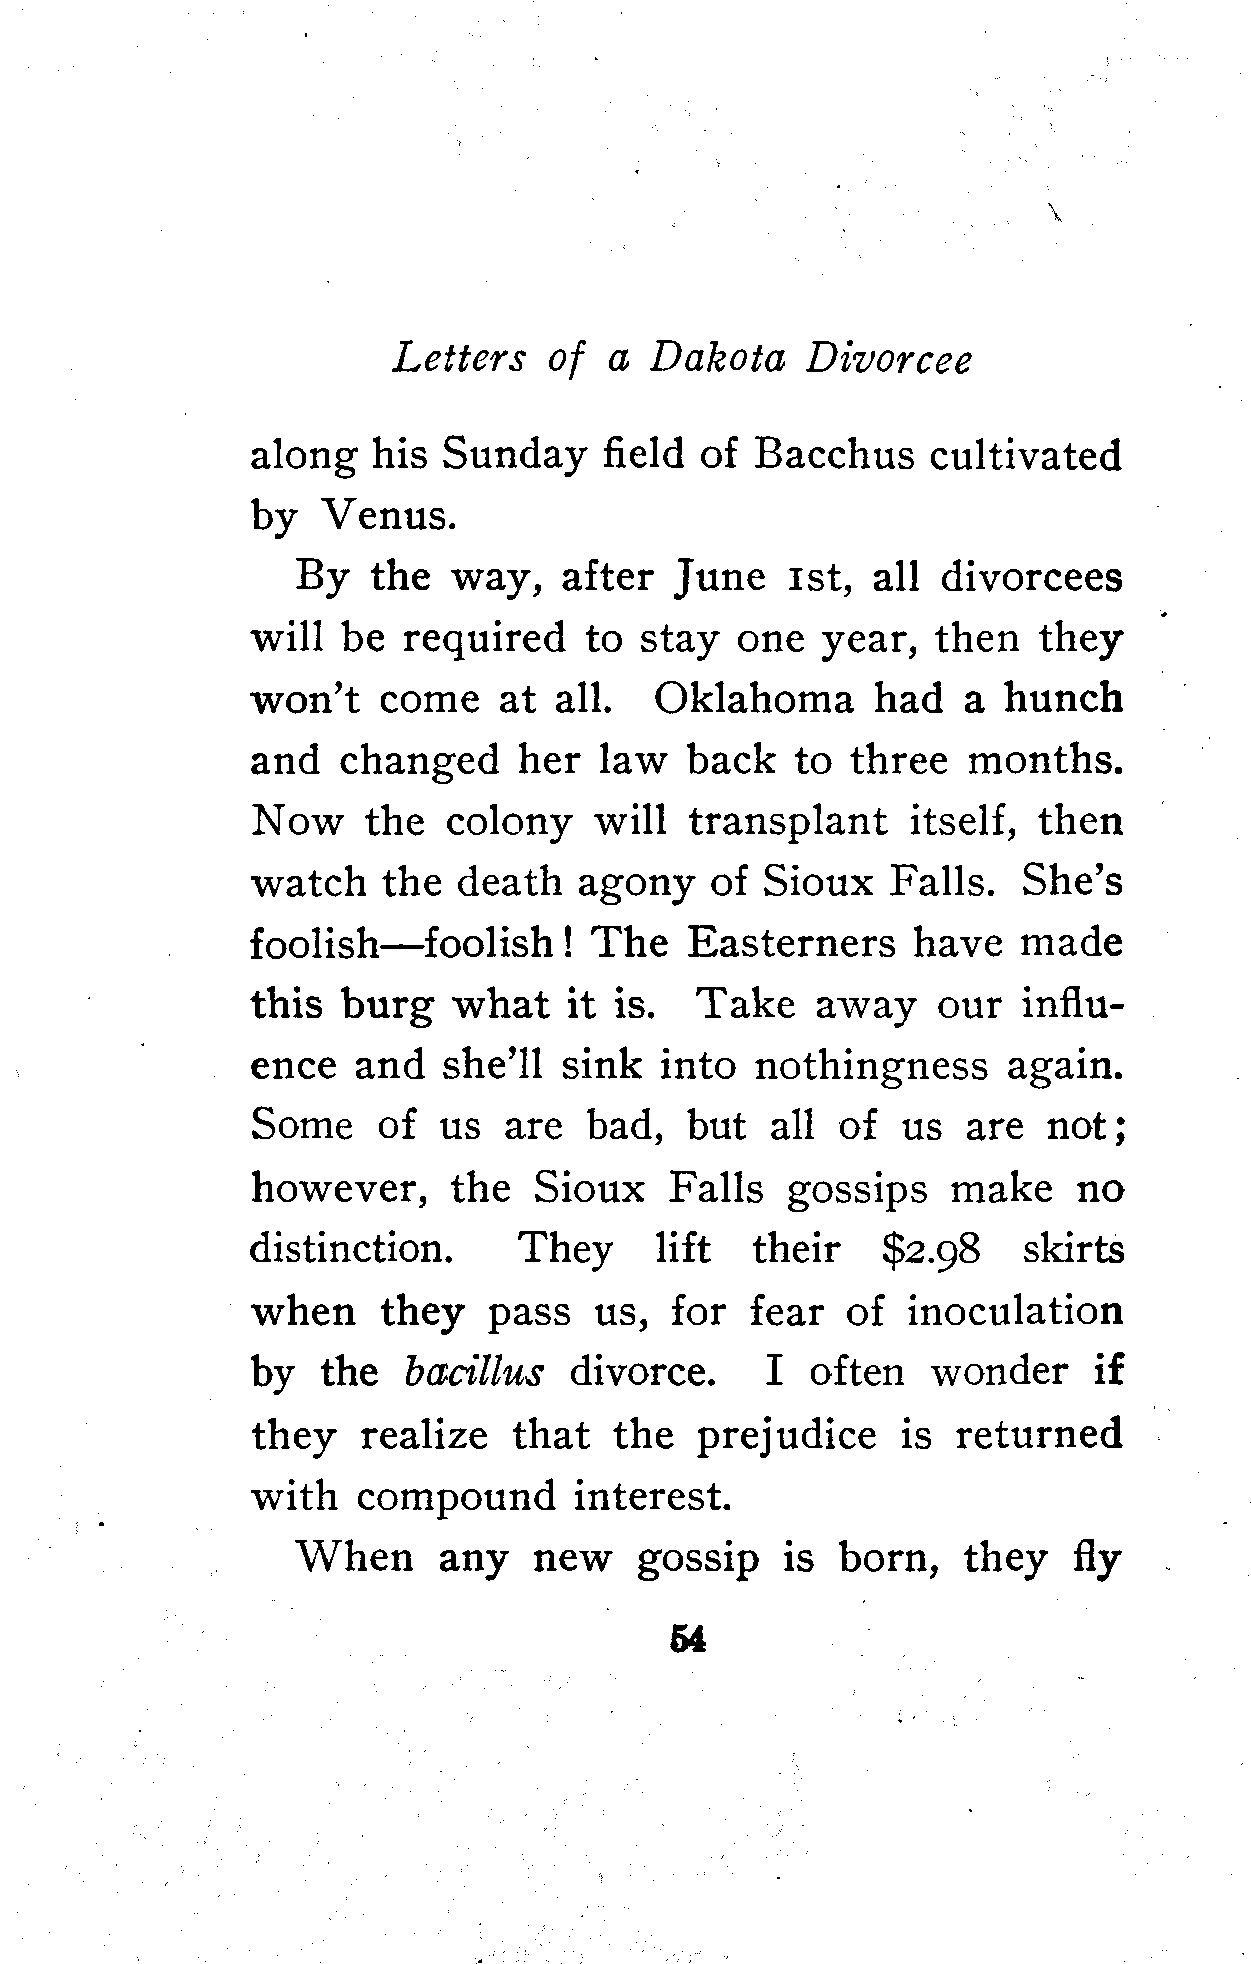 Letters of a Dakota Divorcee
along his Sunday field of Bacchus cultivated
by Venus.
By the way, after June 1st, all divorcees
will be required to stay one year, then they
won't come at all. Oklahoma had a hunch
and changed her law back to three months.
Now the colony will transplant itself, then
watch the death agony of Sioux Falls. She's
foolish—foolish! The Easterners have made
this burg what it is. Take away our influ-
ence and she'll sink into nothingness again.
Some of us are bad, but all of us are not;
however, the Sioux Falls gossips make no
distinction. They lift their $2.98 skirts
when they pass us, for fear of inoculation
by the bacillus divorce. I often wonder if
they realize that the prejudice is returned
with compound interest.
When any new gossip is born, they fly
54